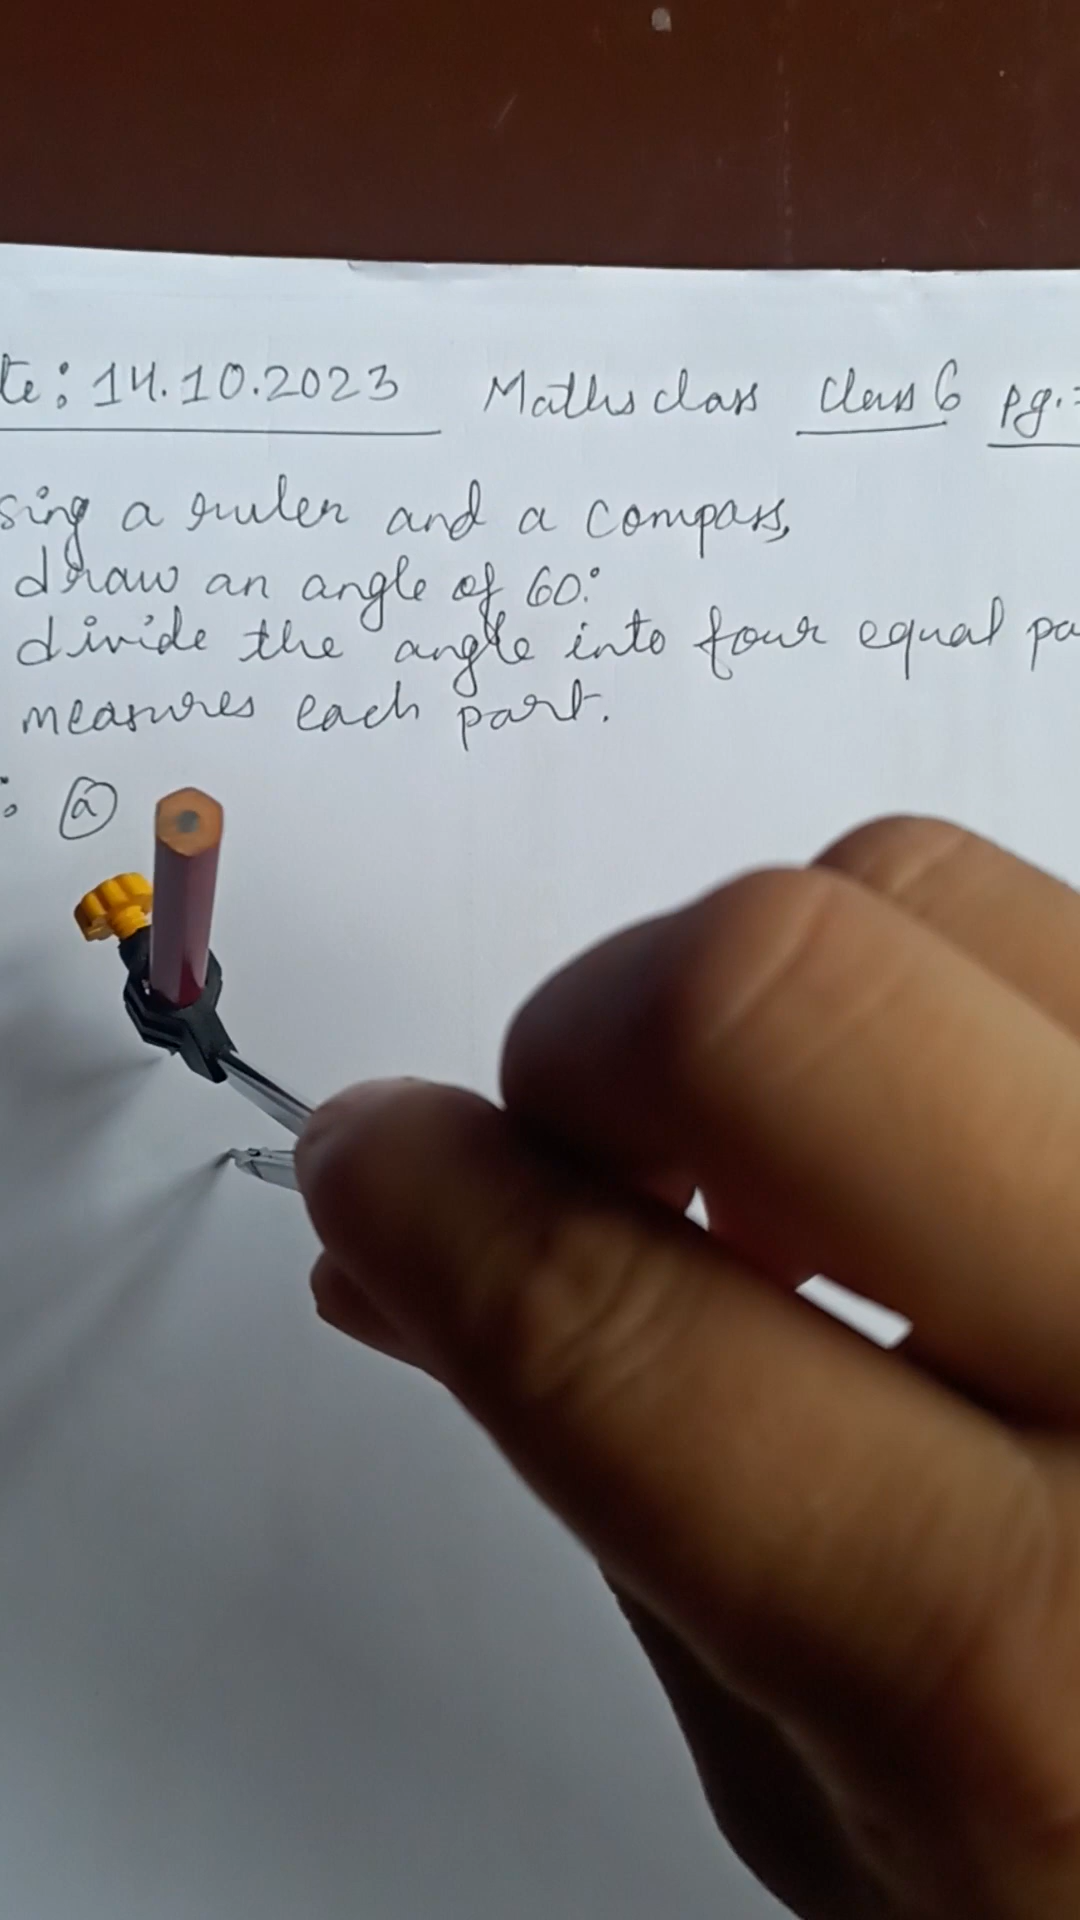 te: 14.10.2023 Maths class Class 6 pg.:
sing a ruler and a compass,
draw an angle of 60°.
divide the angle into four equal pa
measures each part.
: (a)